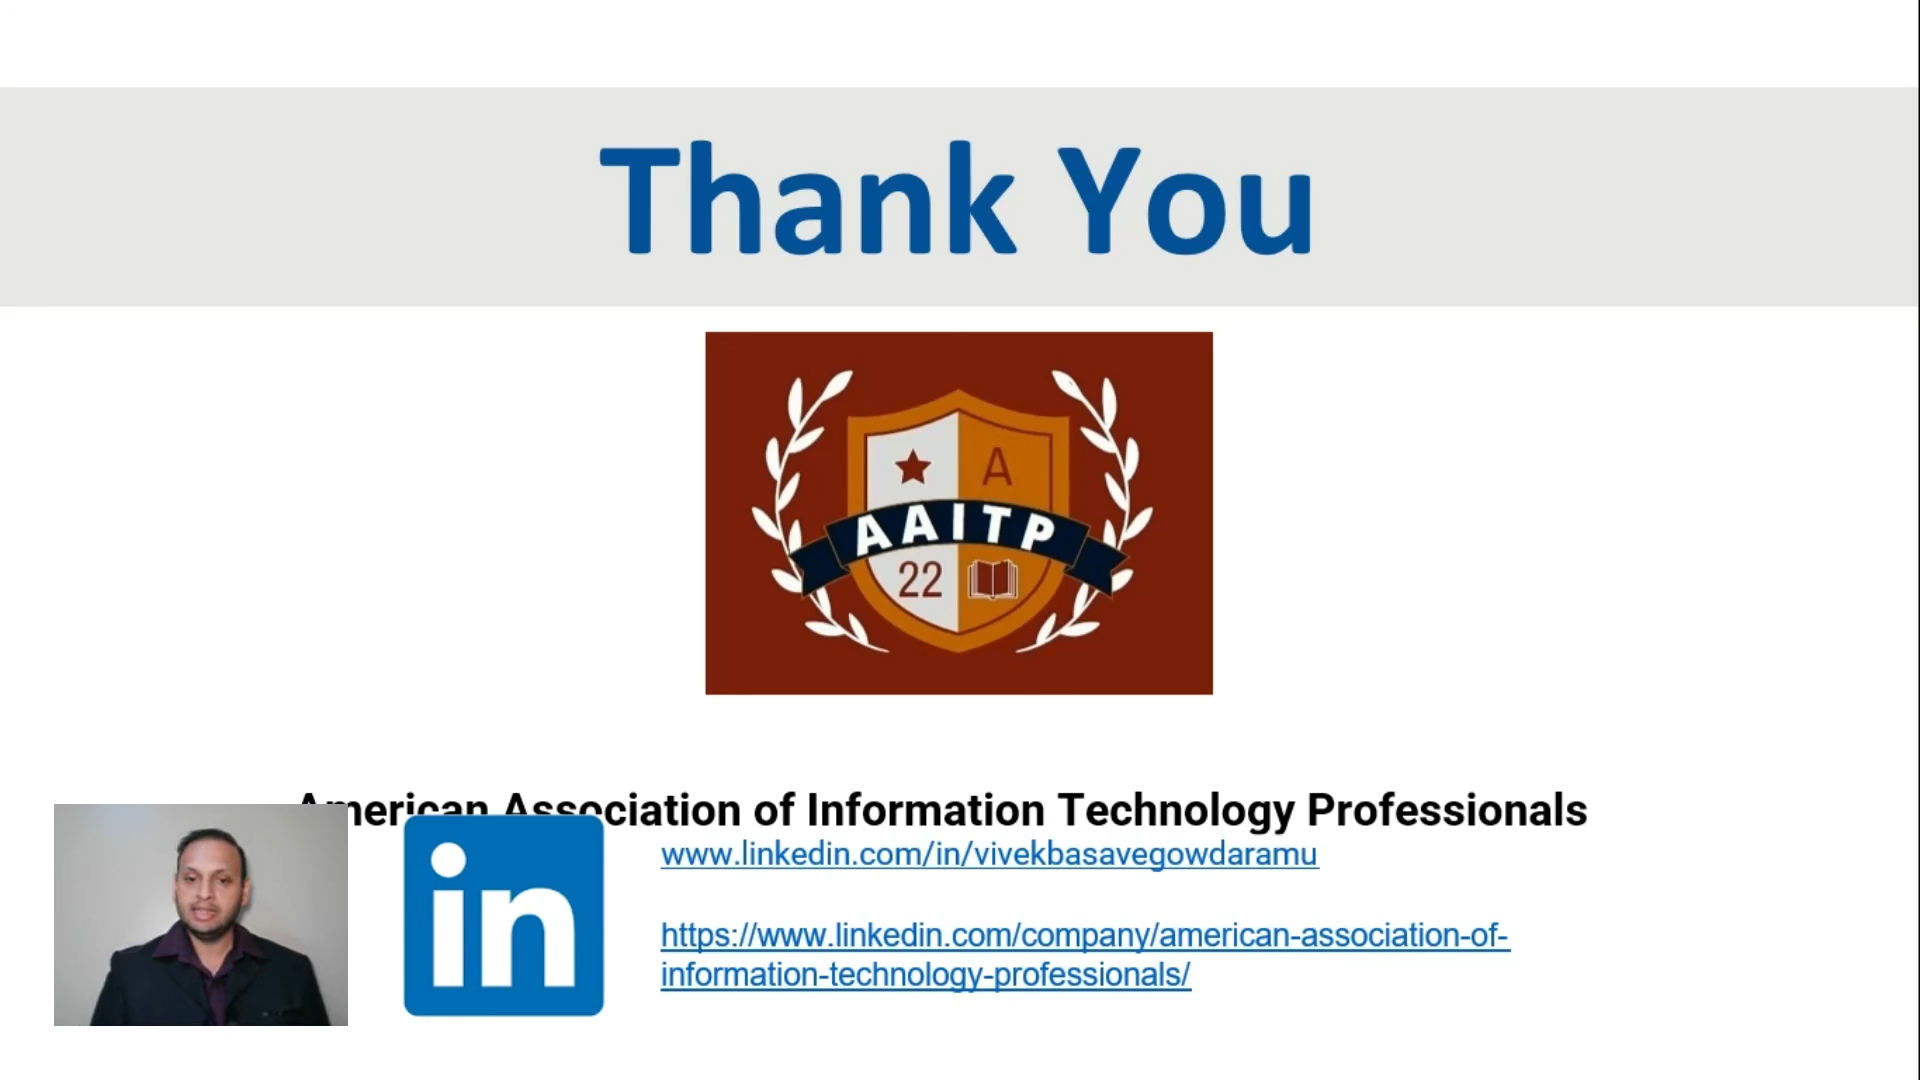 Thank You
A
AAITP
22
American Association of Information Technology Professionals
in
www.linkedin.com/in/vivekbasavegowdaramu
https://www.linkedin.com/company/american-association-of-
information-technology-professionals/